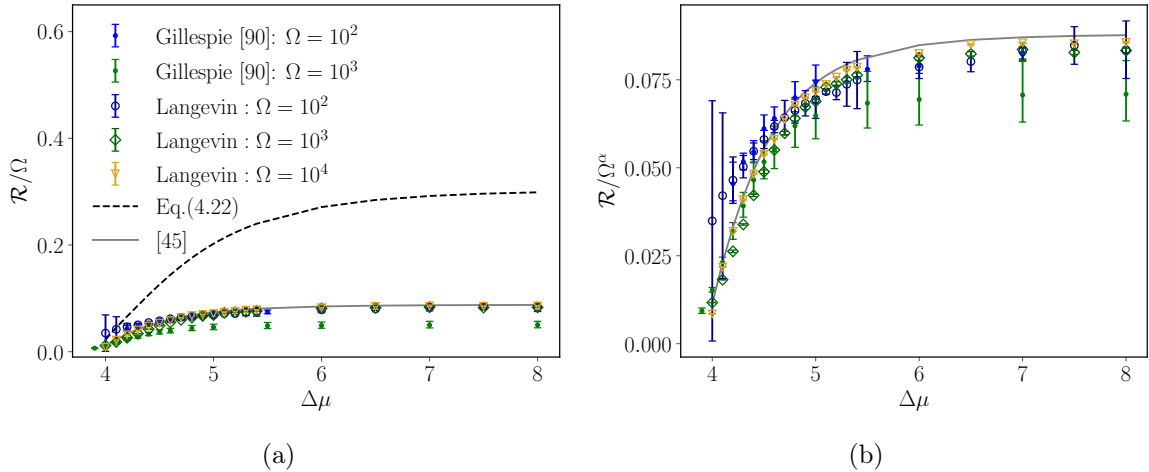 0.6
0.4
0.2
0.0
R/Ω
Gillespie [90]: Ω = 10²
Gillespie [90]: Ω = 10³
Langevin : Ω = 10²
Langevin : Ω = 10³
Langevin : Ω = 10⁴
Eq.(4.22)
[45]
4 5 6 7 8
Δμ
(a)
0.075
0.050
0.025
0.000
R/Ω^α
4 5 6 7 8
Δμ
(b)